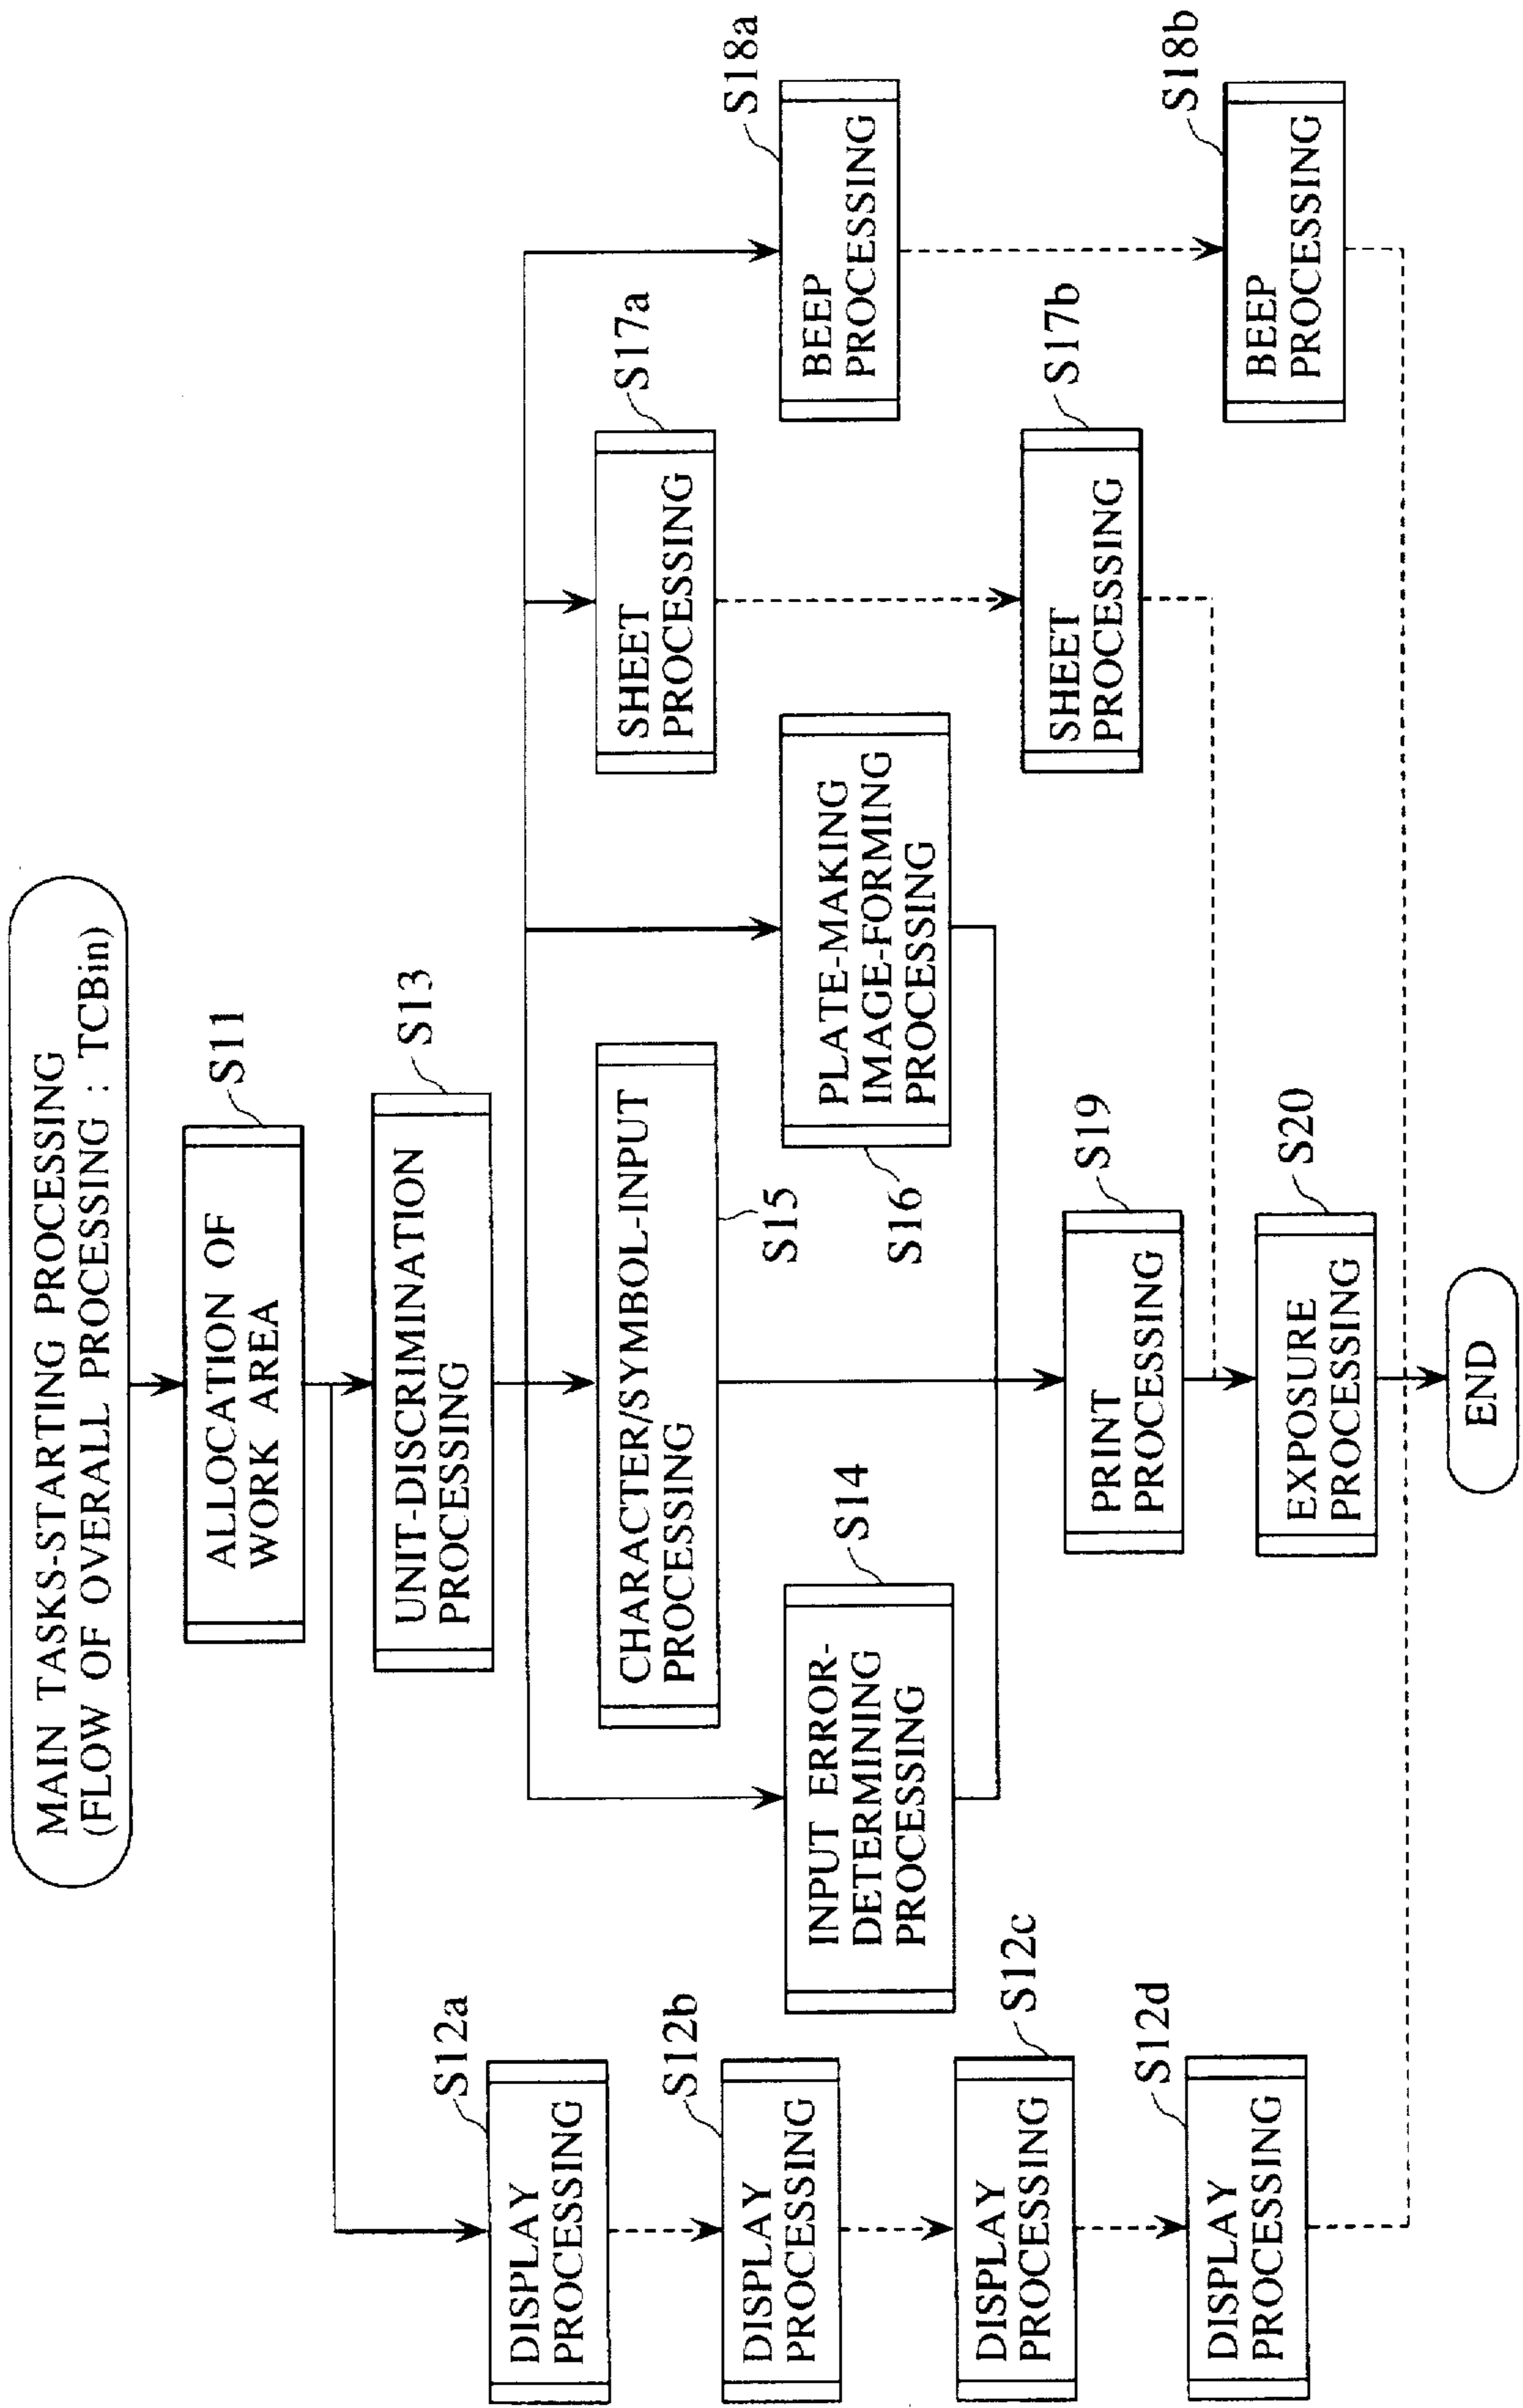 MAIN TASKS-STARTING PROCESSING
(FLOW OF OVERALL PROCESSING : TCBin)
ALLOCATION OF
WORK AREA
S11
UNIT-DISCRIMINATION
PROCESSING
S13
DISPLAY
PROCESSING
S12a
DISPLAY
PROCESSING
S12b
DISPLAY
PROCESSING
S12c
DISPLAY
PROCESSING
S12d
INPUT ERROR-
DETERMINING
PROCESSING
S14
CHARACTER/SYMBOL-INPUT
PROCESSING
S15
PLATE-MAKING
IMAGE-FORMING
PROCESSING
S16
SHEET
PROCESSING
S17a
SHEET
PROCESSING
S17b
BEEP
PROCESSING
S18a
BEEP
PROCESSING
S18b
PRINT
PROCESSING
S19
EXPOSURE
PROCESSING
S20
END